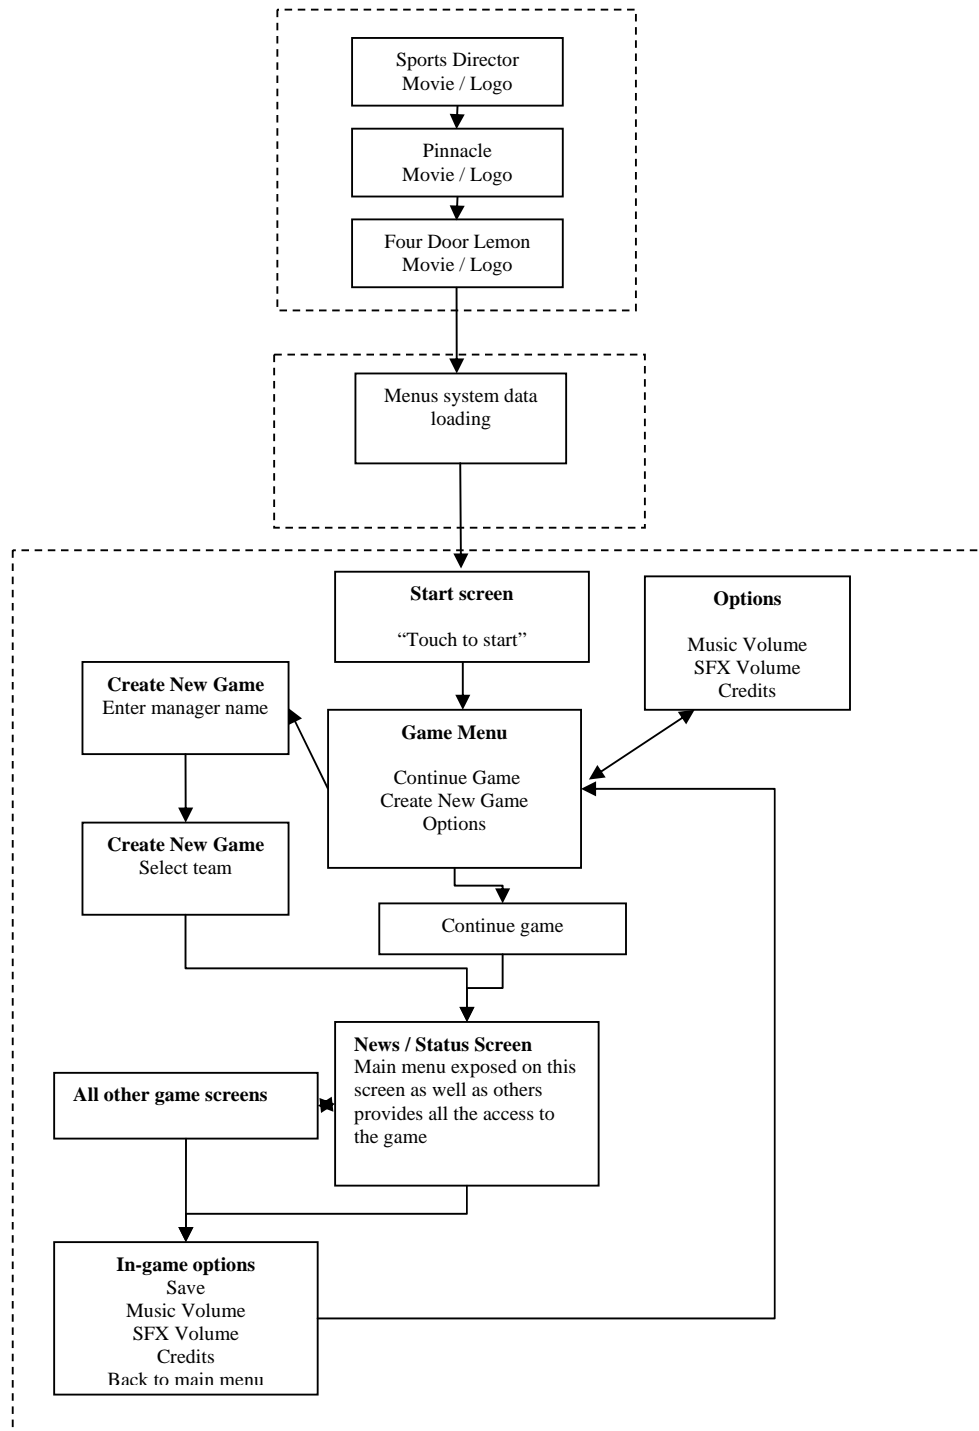 Sports Director
Movie / Logo
Pinnacle
Movie / Logo
Four Door Lemon
Movie / Logo
Menus system data
loading
Start screen
“Touch to start”
Options
Music Volume
SFX Volume
Credits
Create New Game
Enter manager name
Game Menu
Continue Game
Create New Game
Options
Create New Game
Select team
Continue game
News / Status Screen
Main menu exposed on this
screen as well as others
provides all the access to
the game
All other game screens
In-game options
Save
Music Volume
SFX Volume
Credits
Back to main menu